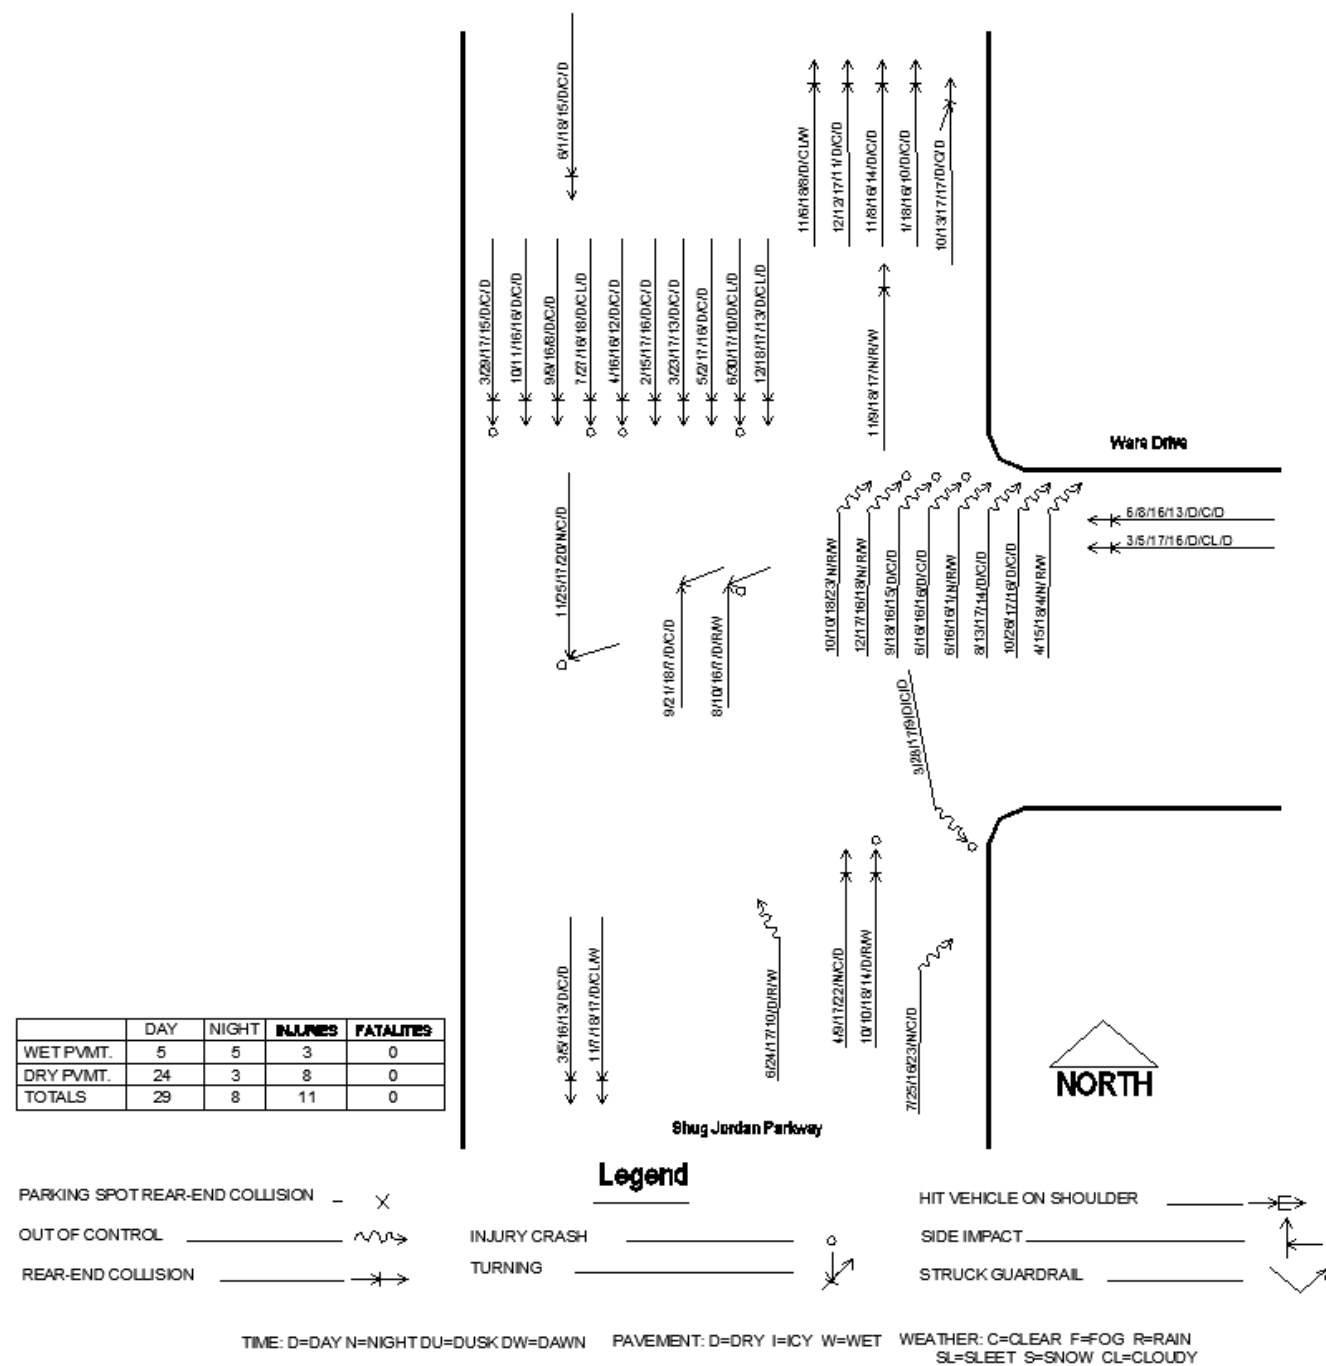 6/1/18/15/D/C/D
11/6/18/8/D/CL/W
12/12/17/11/D/C/D
11/8/16/14/D/C/D
1/18/16/10/D/C/D
10/13/17/17/D/C/D
3/29/17/15/D/C/D
10/11/16/16/D/C/D
9/9/16/8/D/C/D
7/27/16/18/D/CL/D
4/16/16/12/D/C/D
2/15/17/16/D/C/D
3/23/17/13/D/C/D
5/2/17/16/D/C/D
6/30/17/10/D/CL/D
12/18/17/13/D/CL/D
11/9/18/17/N/R/W
Ware Drive
6/8/16/13/D/C/D
3/5/17/16/D/CL/D
11/25/17/20/N/C/D
9/21/18/7/D/C/D
8/10/16/7/D/R/W
10/10/18/23/N/R/W
12/17/16/18/N/R/W
9/18/16/15/D/C/D
6/16/16/16/D/C/D
6/16/16/1/N/R/W
8/13/17/14/D/C/D
10/26/17/16/D/C/D
4/15/18/4/N/R/W
3/28/17/9/D/C/D
3/5/16/13/D/C/D
11/7/18/17/D/CL/W
6/24/17/10/D/R/W
4/9/17/22/N/C/D
10/10/18/14/D/R/W
7/25/16/23/N/C/D
DAY NIGHT INJURIES FATALITES
WET PVMT. 5 5 3 0
DRY PVMT. 24 3 8 0
TOTALS 29 8 11 0
NORTH
Shug Jordan Parkway
Legend
PARKING SPOT REAR-END COLLISION
OUT OF CONTROL
REAR-END COLLISION
INJURY CRASH
TURNING
HIT VEHICLE ON SHOULDER
SIDE IMPACT
STRUCK GUARDRAIL
TIME: D=DAY N=NIGHT DU=DUSK DW=DAWN PAVEMENT: D=DRY I=ICY W=WET WEATHER: C=CLEAR F=FOG R=RAIN
SL=SLEET S=SNOW CL=CLOUDY